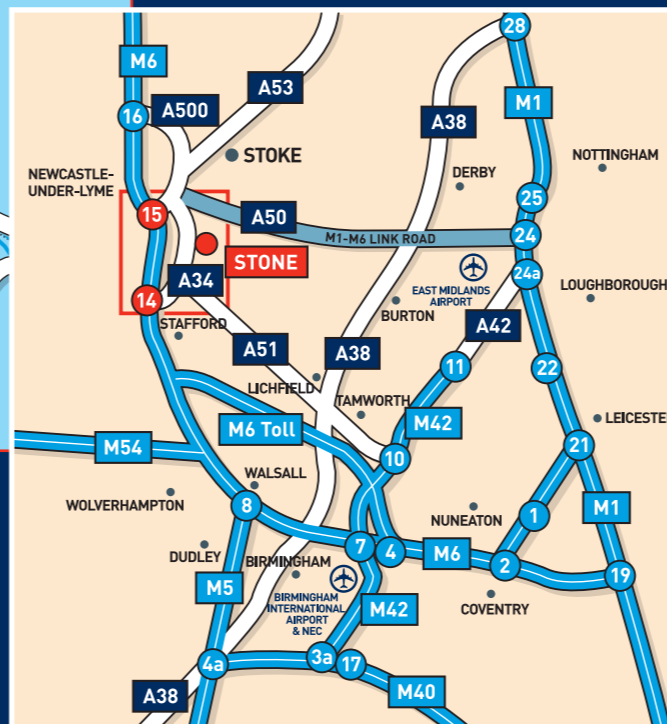 28
M6
A53
M1
16
A500
A38
STOKE
NOTTINGHAM
DERBY
NEWCASTLE-
UNDER-LYME
25
15
A50
24
M1-M6 LINK ROAD
STONE
24a
EAST MIDLANDS
AIRPORT
A34
14
LOUGHBOROUGH
BURTON
STAFFORD
A42
A51
A38
11
22
LICHFIELD
TAMWORTH
LEICESTER
M6 Toll
M42
M54
10
21
WALSALL
WOLVERHAMPTON
8
NUNEATON
1
M1
DUDLEY
7
4
M6
2
BIRMINGHAM
19
M5
BIRMINGHAM
INTERNATIONAL
AIRPORT
& NEC
M42
COVENTRY
4a
3a
17
A38
M40